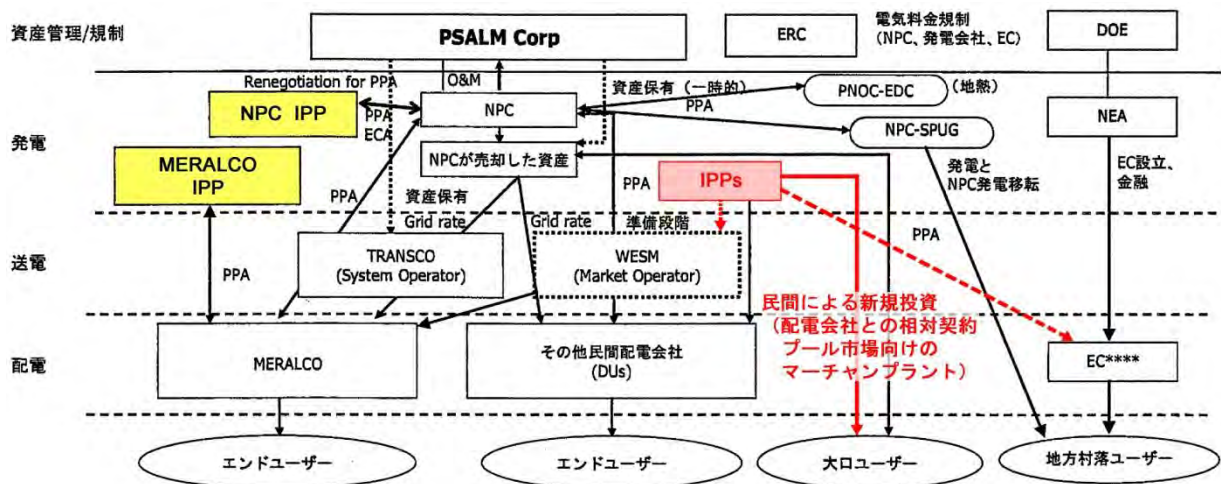 資産管理/規制
PSALM Corp
ERC
電気料金規制
(NPC、発電会社、EC)
DOE
Renegotiation for PPA
O&M
資産保有（一時的）
PPA
PNOC-EDC
(地熱)
NPC IPP
PPA
ECA
NPC
NPC-SPUG
NEA
発電
MERALCO
IPP
NPCが売却した資産
PPA
IPPs
発電と
NPC発電移転
EC設立、
金融
PPA
資産保有
Grid rate
Grid rate
準備段階
PPA
送電
PPA
TRANSCO
(System Operator)
WESM
(Market Operator)
民間による新規投資
（配電会社との相対契約
プール市場向けの
マーチャンプラント）
配電
MERALCO
その他民間配電会社
(DUs)
EC****
エンドユーザー
エンドユーザー
大口ユーザー
地方村落ユーザー